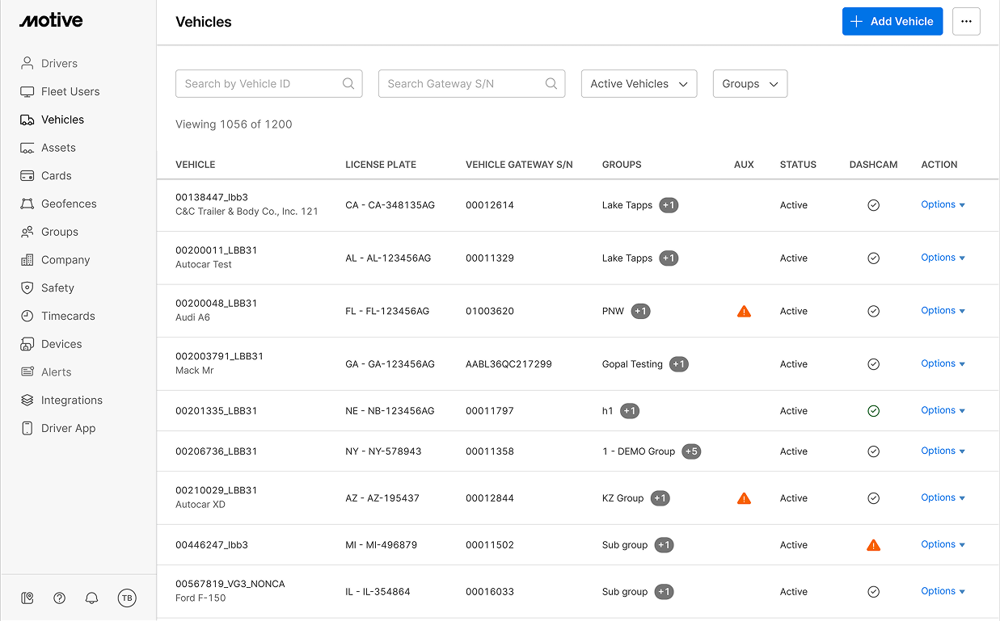 motive
Vehicles
Add Vehicle
Drivers
Fleet Users
Vehicles
Assets
Cards
Geofences
Groups
Company
Safety
Timecards
Devices
Alerts
Integrations
Driver App
TB
Search by Vehicle ID
Search Gateway S/N
Active Vehicles
Groups
Viewing 1056 of 1200
VEHICLE LICENSE PLATE VEHICLE GATEWAY S/N GROUPS AUX STATUS DASHCAM ACTION
00138447_lbb3
C&C Trailer & Body Co., Inc. 121
CA - CA-348135AG 00012614 Lake Tapps +1 Active Options
00200011_LBB31
Autocar Test
AL - AL-123456AG 00011329 Lake Tapps +1 Active Options
00200048_LBB31
Audi A6
FL - FL-123456AG 01003620 PNW +1 Active Options
002003791_LBB31
Mack Mr
GA - GA-123456AG AABL36QC217299 Gopal Testing +1 Active Options
00201335_LBB31 NE - NB-123456AG 00011797 h1 +1 Active Options
00206736_LBB31 NY - NY-578943 00011358 1 - DEMO Group +5 Active Options
00210029_LBB31
Autocar XD
AZ - AZ-195437 00012844 KZ Group +1 Active Options
00446247_lbb3 MI - MI-496879 00011502 Sub group +1 Active Options
00567819_VG3_NONCA
Ford F-150
IL - IL-354864 00016033 Sub group +1 Active Options